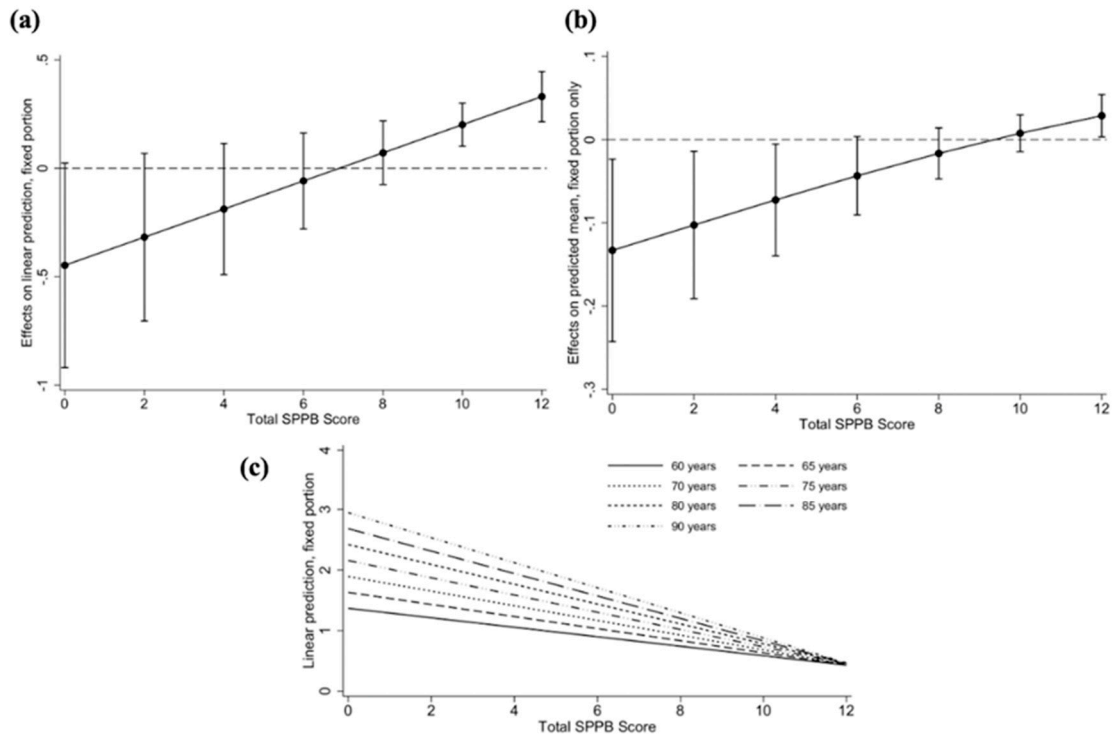 (a)
Effects on linear prediction, fixed portion
.5
0
-.5
-1
0 2 4 6 8 10 12
Total SPPB Score
(b)
Effects on predicted mean, fixed portion only
.1
0
-.1
-.2
-.3
0 2 4 6 8 10 12
Total SPPB Score
(c)
Linear prediction, fixed portion
4
3
2
1
0
60 years 65 years
70 years 75 years
80 years 85 years
90 years
0 2 4 6 8 10 12
Total SPPB Score